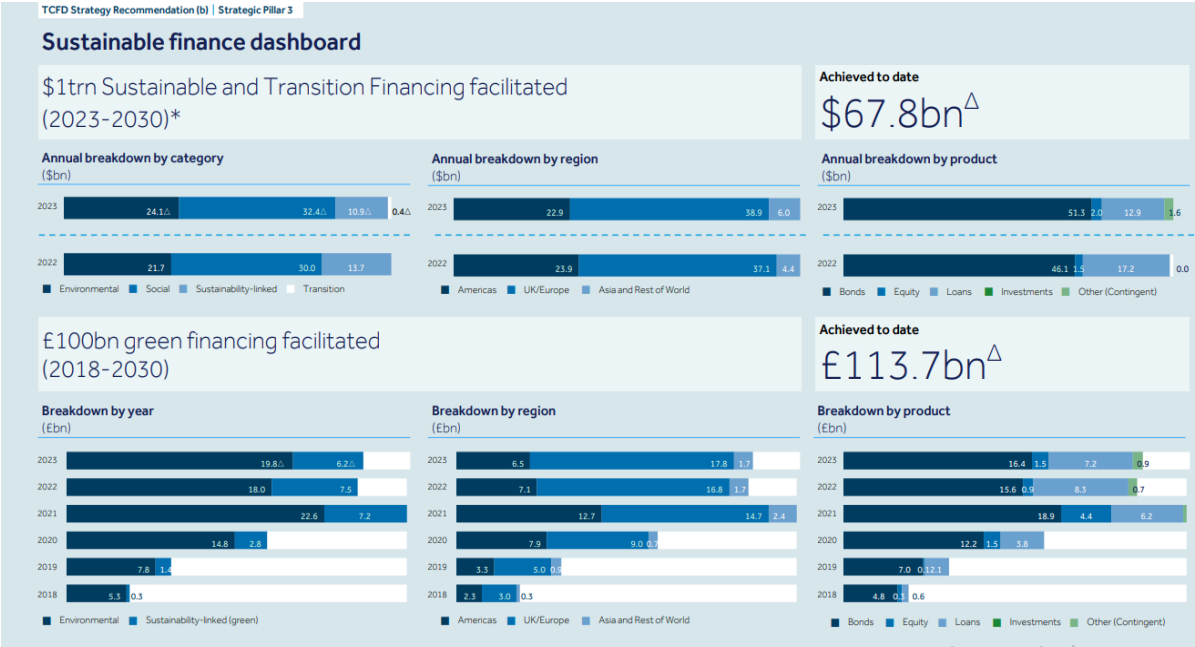 TCFD Strategy Recommendation (b) | Strategic Pillar 3
Sustainable finance dashboard
$1trn Sustainable and Transition Financing facilitated
(2023-2030)*
Achieved to date
$67.8bnΔ
Annual breakdown by category
($bn)
2023 24.1Δ 32.4Δ 10.9Δ 0.4Δ
2022 21.7 30.0 13.7
Environmental Social Sustainability-linked Transition
Annual breakdown by region
($bn)
2023 22.9 38.9 6.0
2022 23.9 37.1 4.4
Americas UK/Europe Asia and Rest of World
Annual breakdown by product
($bn)
2023 51.3 2.0 12.9 1.6
2022 46.1 1.5 17.2 0.0
Bonds Equity Loans Investments Other (Contingent)
£100bn green financing facilitated
(2018-2030)
Achieved to date
£113.7bnΔ
Breakdown by year
(£bn)
2023 19.8Δ 6.2Δ
2022 18.0 7.5
2021 22.6 7.2
2020 14.8 2.8
2019 7.8 1.4
2018 5.3 0.3
Environmental Sustainability-linked (green)
Breakdown by region
(£bn)
2023 6.5 17.8 1.7
2022 7.1 16.8 1.7
2021 12.7 14.7 2.4
2020 7.9 9.0 0.7
2019 3.3 5.0 0.9
2018 2.3 3.0 0.3
Americas UK/Europe Asia and Rest of World
Breakdown by product
(£bn)
2023 16.4 1.5 7.2 0.9
2022 15.6 0.9 8.3 0.7
2021 18.9 4.4 6.2
2020 12.2 1.5 3.8
2019 7.0 0.1 2.1
2018 4.8 0.6
Bonds Equity Loans Investments Other (Contingent)